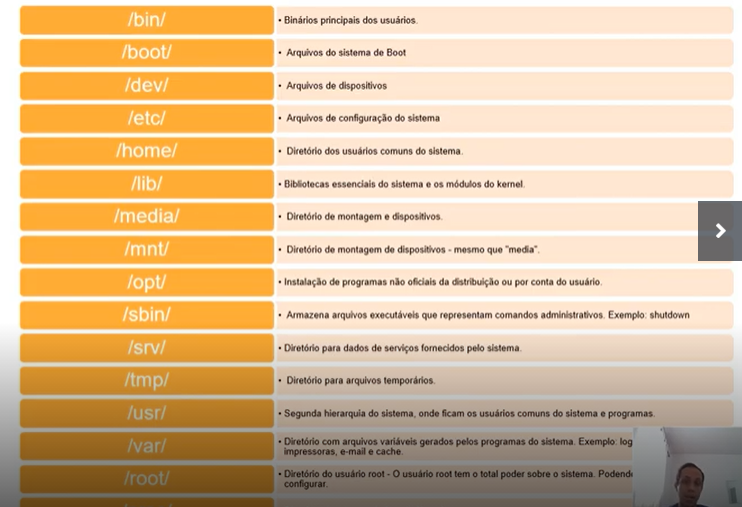 /bin/
• Binários principais dos usuários.
/boot/
• Arquivos do sistema de Boot
/dev/
• Arquivos de dispositivos
/etc/
• Arquivos de configuração do sistema
/home/
• Diretório dos usuários comuns do sistema.
/lib/
• Bibliotecas essenciais do sistema e os módulos do kernel.
/media/
• Diretório de montagem e dispositivos.
/mnt/
• Diretório de montagem de dispositivos - mesmo que "media".
/opt/
• Instalação de programas não oficiais da distribuição ou por conta do usuário.
/sbin/
• Armazena arquivos executáveis que representam comandos administrativos. Exemplo: shutdown
/srv/
• Diretório para dados de serviços fornecidos pelo sistema.
/tmp/
• Diretório para arquivos temporários.
/usr/
• Segunda hierarquia do sistema, onde ficam os usuários comuns do sistema e programas.
/var/
• Diretório com arquivos variáveis gerados pelos programas do sistema. Exemplo: log
impressoras, e-mail e cache.
/root/
• Diretório do usuário root - O usuário root tem o total poder sobre o sistema. Podend
configurar.